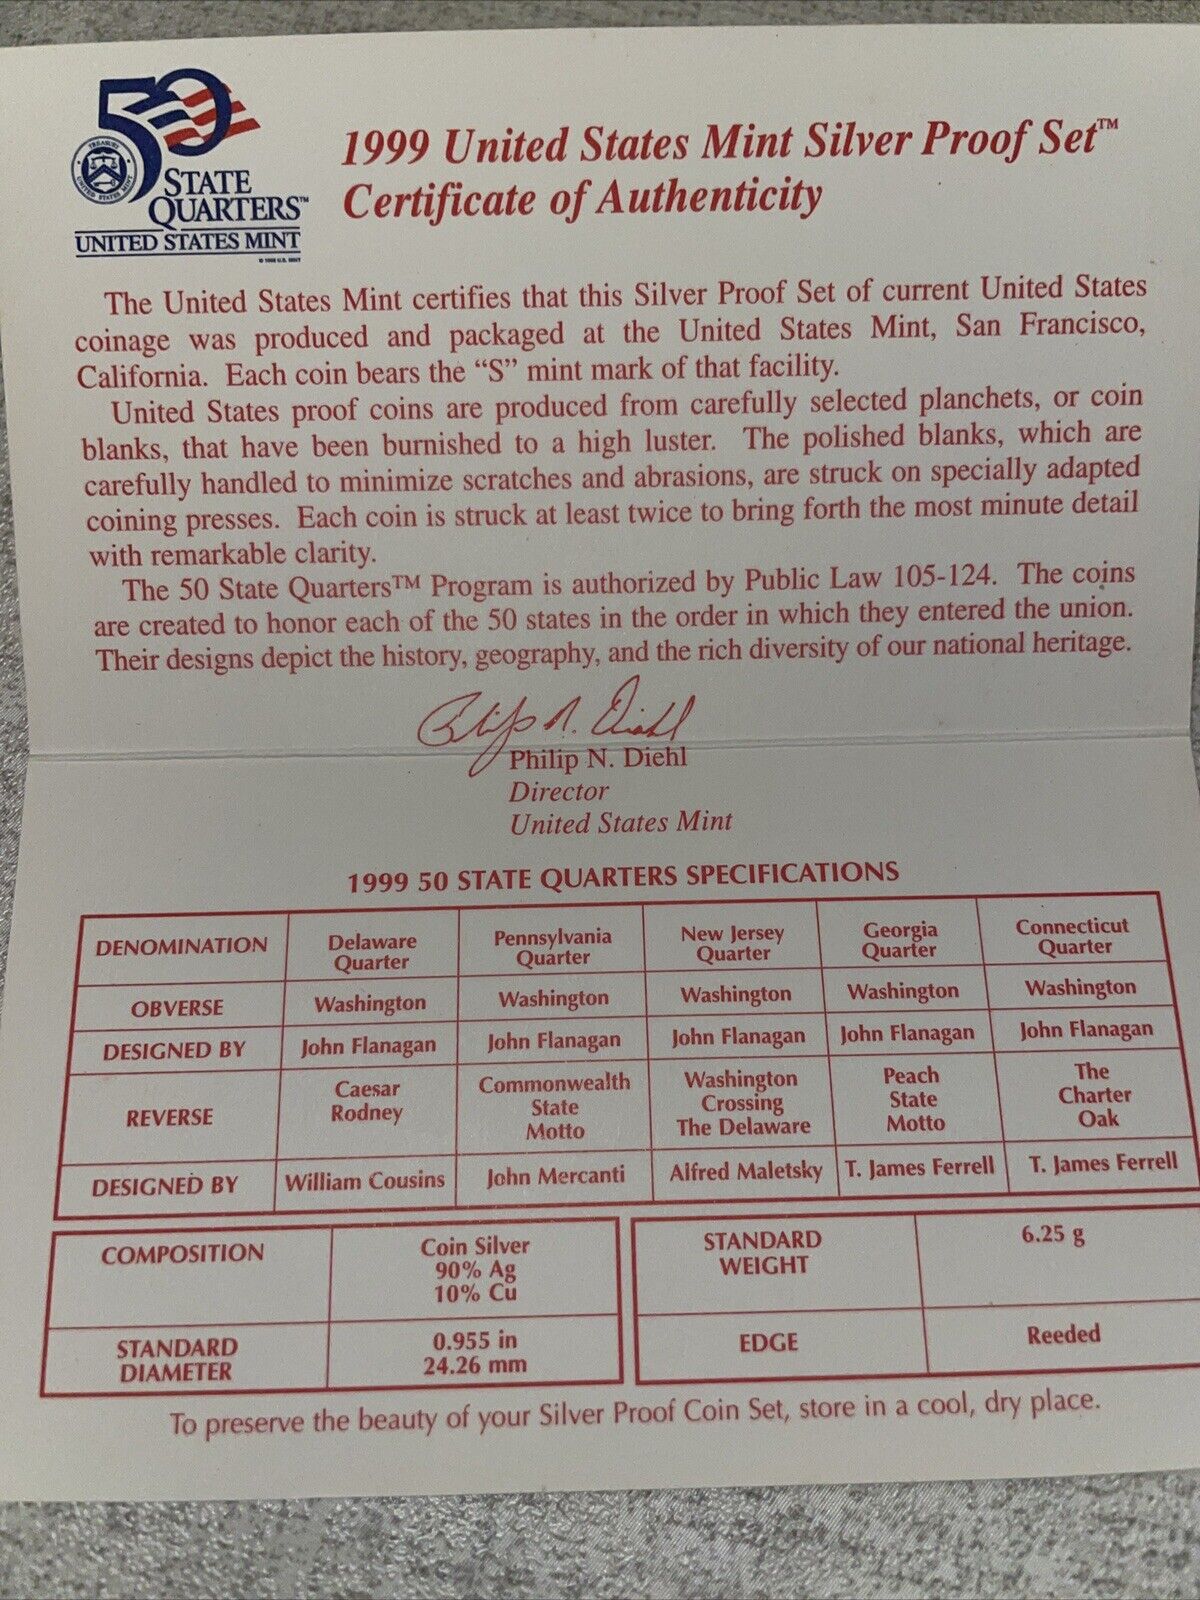 50
TREASURY
UNITED STATES MINT
STATE
QUARTERS™
UNITED STATES MINT
© 1998 U.S. MINT
1999 United States Mint Silver Proof Set™
Certificate of Authenticity
The United States Mint certifies that this Silver Proof Set of current United States
coinage was produced and packaged at the United States Mint, San Francisco,
California. Each coin bears the “S” mint mark of that facility.
United States proof coins are produced from carefully selected planchets, or coin
blanks, that have been burnished to a high luster. The polished blanks, which are
carefully handled to minimize scratches and abrasions, are struck on specially adapted
coining presses. Each coin is struck at least twice to bring forth the most minute detail
with remarkable clarity.
The 50 State Quarters™ Program is authorized by Public Law 105-124. The coins
are created to honor each of the 50 states in the order in which they entered the union.
Their designs depict the history, geography, and the rich diversity of our national heritage.
Philip N. Diehl
Philip N. Diehl
Director
United States Mint
1999 50 STATE QUARTERS SPECIFICATIONS
DENOMINATION Delaware Quarter Pennsylvania Quarter New Jersey Quarter Georgia Quarter Connecticut Quarter
OBVERSE Washington Washington Washington Washington Washington
DESIGNED BY John Flanagan John Flanagan John Flanagan John Flanagan John Flanagan
REVERSE Caesar Rodney Commonwealth State Motto Washington Crossing The Delaware Peach State Motto The Charter Oak
DESIGNED BY William Cousins John Mercanti Alfred Maletsky T. James Ferrell T. James Ferrell
COMPOSITION Coin Silver 90% Ag 10% Cu
STANDARD WEIGHT 6.25 g
STANDARD DIAMETER 0.955 in 24.26 mm
EDGE Reeded
To preserve the beauty of your Silver Proof Coin Set, store in a cool, dry place.